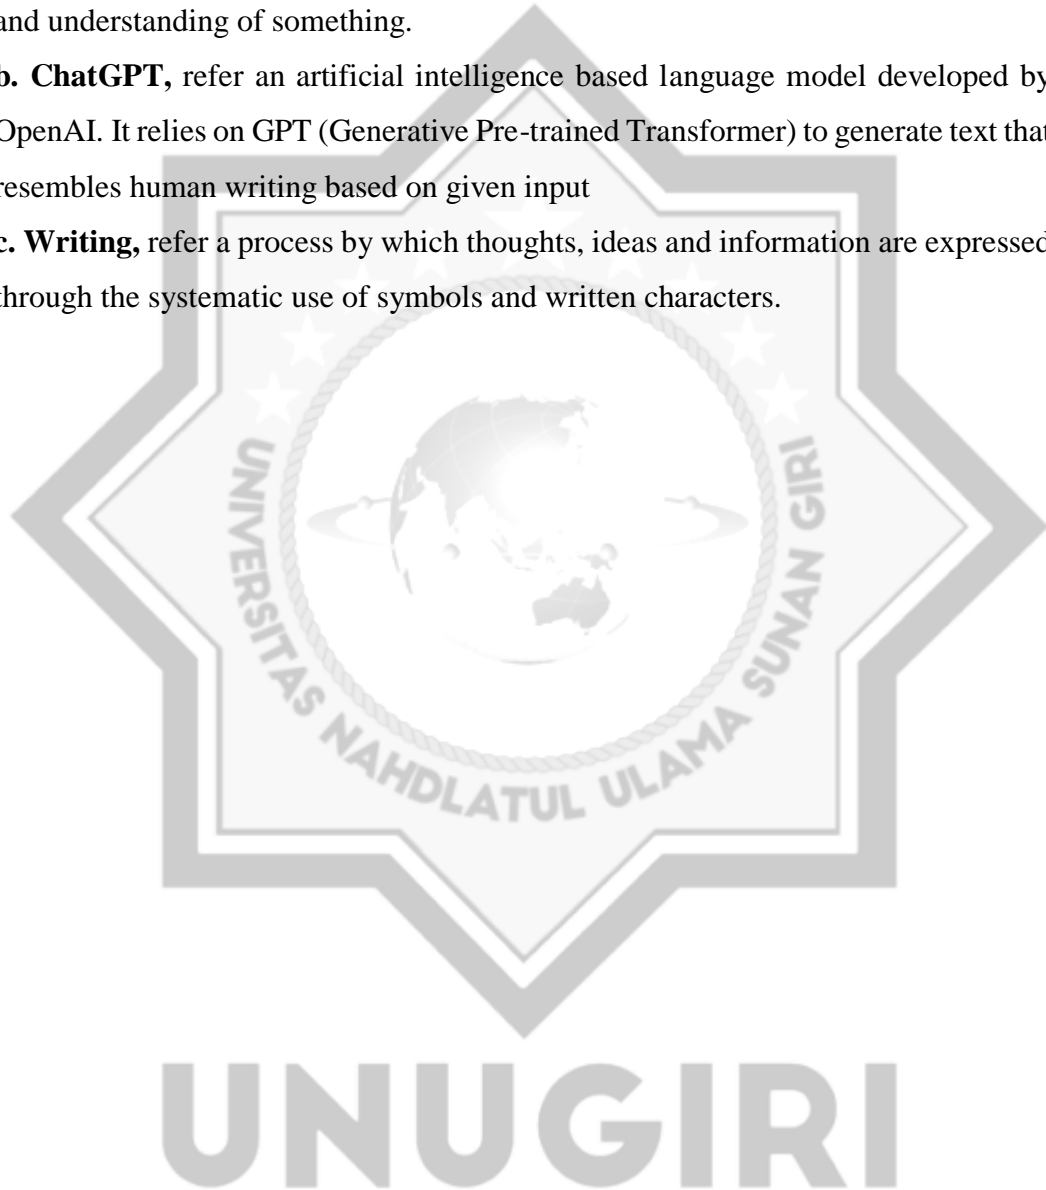 and understanding of something.
b. ChatGPT, refer an artificial intelligence based language model developed by
OpenAI. It relies on GPT (Generative Pre-trained Transformer) to generate text that
resembles human writing based on given input
c. Writing, refer a process by which thoughts, ideas and information are expressed
through the systematic use of symbols and written characters.
UNIVERSITAS NAHDLATUL ULAMA SUNAN GIRI
UNUGIRI